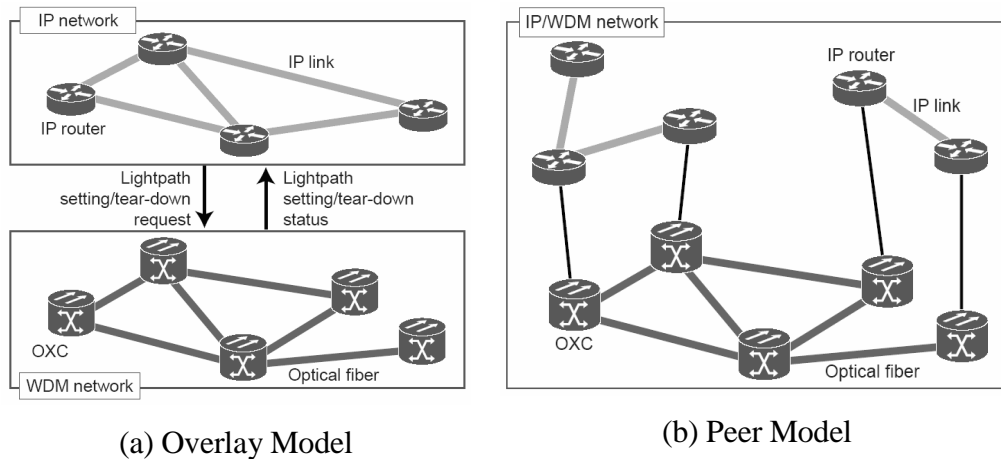 IP network
IP link
IP router
Lightpath
setting/tear-down
request
Lightpath
setting/tear-down
status
OXC
Optical fiber
WDM network
(a) Overlay Model
IP/WDM network
IP router
IP link
OXC
Optical fiber
(b) Peer Model